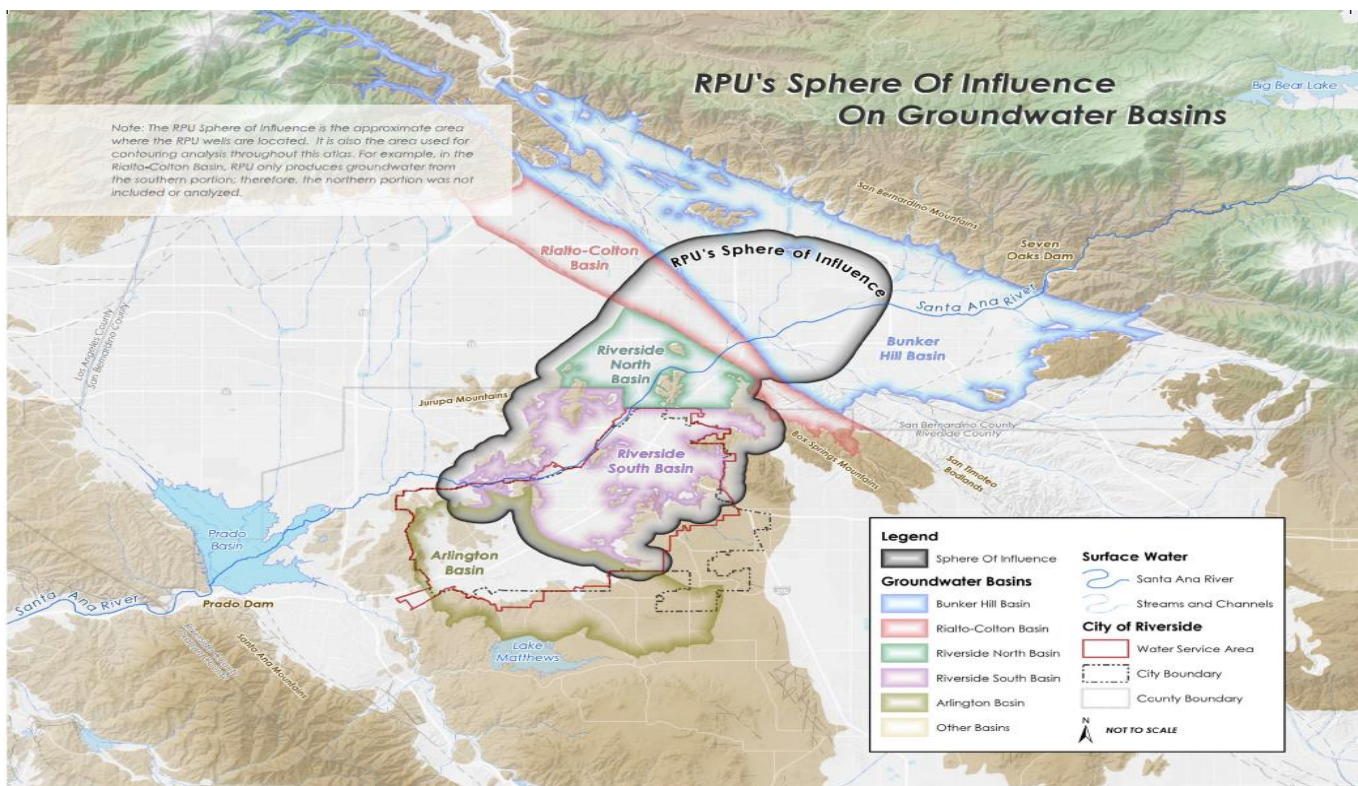 RPU's Sphere Of Influence
On Groundwater Basins
Big Bear Lake
Note: The RPU Sphere of Influence is the approximate area
where the RPU wells are located. It is also the area used for
contouring analysis throughout this atlas. For example, in the
Rialto-Colton Basin, RPU only produces groundwater from
the southern portion; therefore, the northern portion was not
included or analyzed.
San Bernardino Mountains
Seven
Oaks Dam
Rialto-Colton
Basin
RPU's Sphere of Influence
Santa Ana River
Los Angeles County
San Bernardino County
Bunker
Hill Basin
Riverside
North
Basin
Jurupa Mountains
San Bernardino County
Riverside County
Box Springs Mountains
San Timoteo
Badlands
Riverside
South Basin
Prado
Basin
Arlington
Basin
Santa Ana River
Prado Dam
Santa Ana Mountains
Lake
Matthews
Legend
Sphere Of Influence
Groundwater Basins
Bunker Hill Basin
Rialto-Colton Basin
Riverside North Basin
Riverside South Basin
Arlington Basin
Other Basins
Surface Water
Santa Ana River
Streams and Channels
City of Riverside
Water Service Area
City Boundary
County Boundary
N
NOT TO SCALE